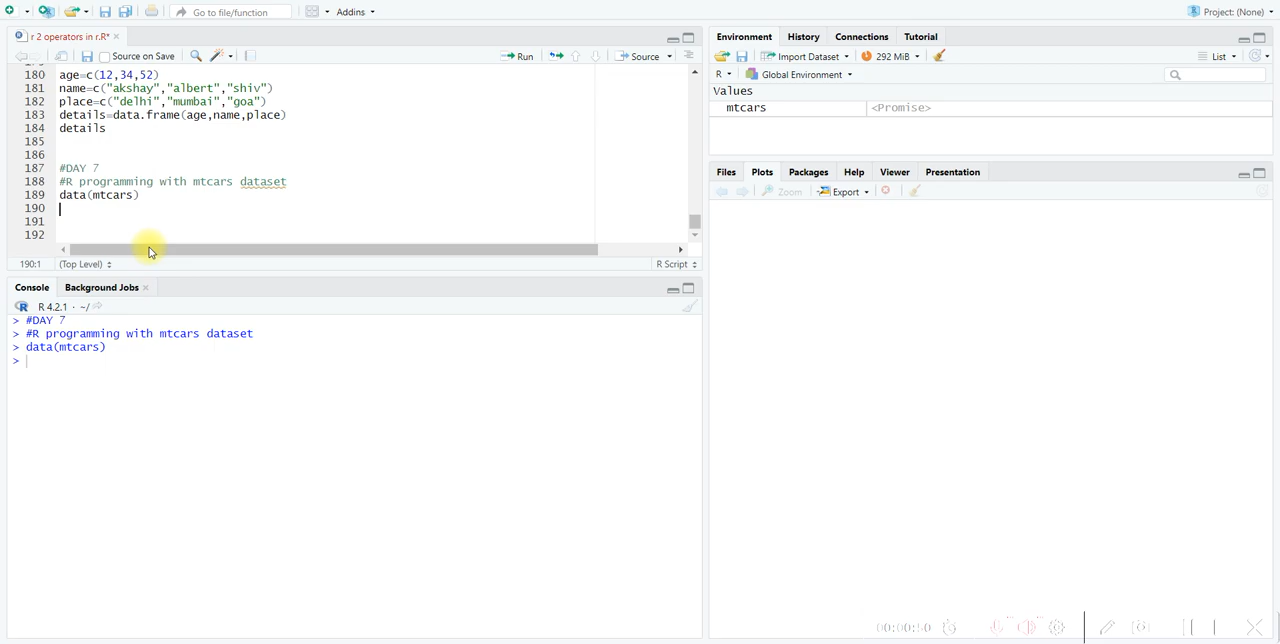 Go to file/function
Addins
Project: (None)
r 2 operators in r.R*
Source on Save
Run
Source
180 age=c(12,34,52)
181 name=c("akshay","albert","shiv")
182 place=c("delhi","mumbai","goa")
183 details=data.frame(age,name,place)
184 details
185
186
187 #DAY 7
188 #R programming with mtcars dataset
189 data(mtcars)
190
191
192
190:1 (Top Level) R Script
Console Background Jobs
R 4.2.1 · ~/
> #DAY 7
> #R programming with mtcars dataset
> data(mtcars)
>
Environment History Connections Tutorial
Import Dataset 292 MiB List
R Global Environment
Values
mtcars <Promise>
Files Plots Packages Help Viewer Presentation
Zoom Export
00:00:50